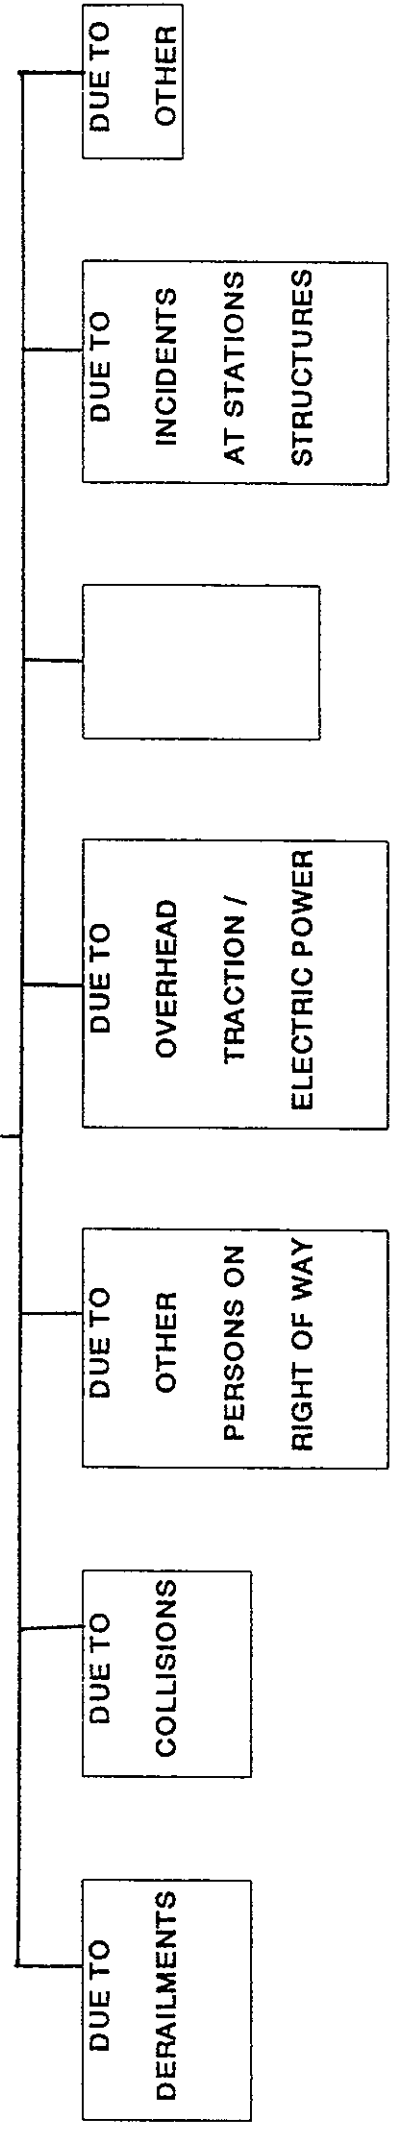 DUE TO
DERAILMENTS
DUE TO
COLLISIONS
DUE TO
OTHER
PERSONS ON
RIGHT OF WAY
DUE TO
OVERHEAD
TRACTION /
ELECTRIC POWER
DUE TO
INCIDENTS
AT STATIONS
STRUCTURES
DUE TO
OTHER